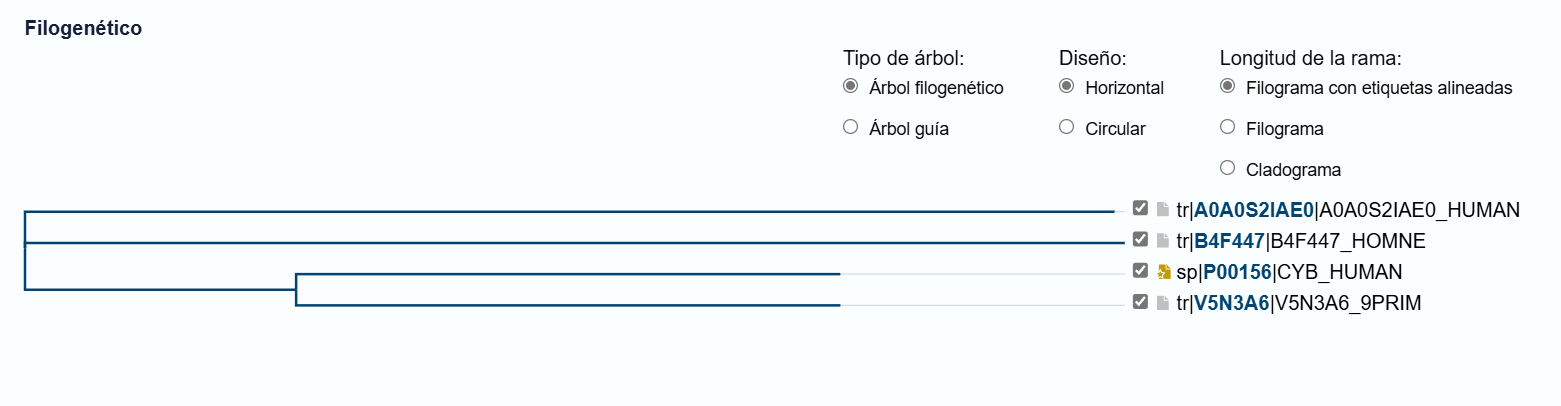 Filogenético
Tipo de árbol:
Árbol filogenético
Árbol guía
Diseño:
Horizontal
Circular
Longitud de la rama:
Filograma con etiquetas alineadas
Filograma
Cladograma
tr|A0A0S2IAE0|A0A0S2IAE0_HUMAN
tr|B4F447|B4F447_HOMNE
sp|P00156|CYB_HUMAN
tr|V5N3A6|V5N3A6_9PRIM